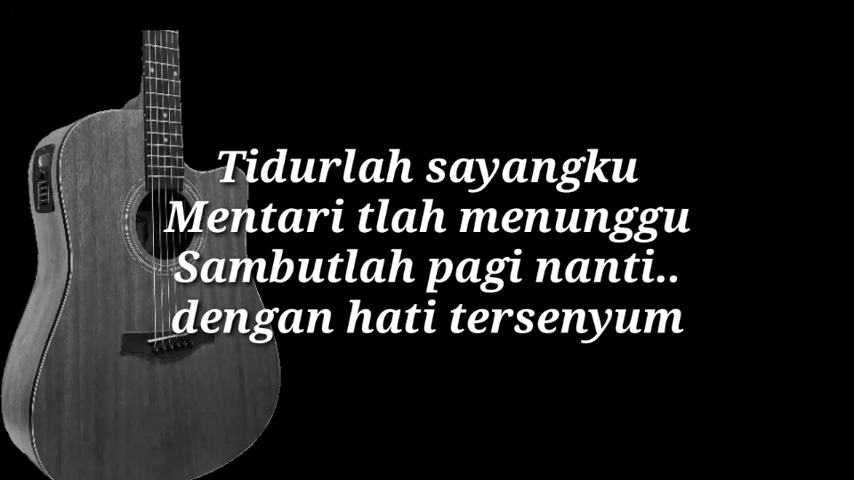 Tidurlah sayangku
Mentari tlah menunggu
Sambutlah pagi nanti..
dengan hati tersenyum